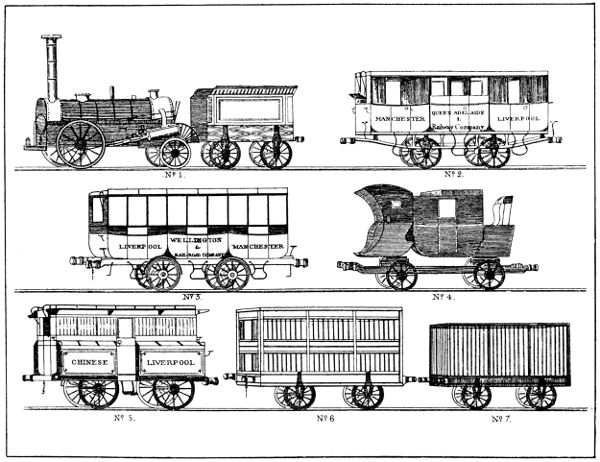 Nº 1.
QUEEN ADELAIDE
MANCHESTER & LIVERPOOL
Railway Company
Nº 2.
WELLINGTON
LIVERPOOL & MANCHESTER
RAILROAD COMPANY
Nº 3.
Nº 4.
CHINESE LIVERPOOL
Nº 5.
Nº 6
Nº 7.